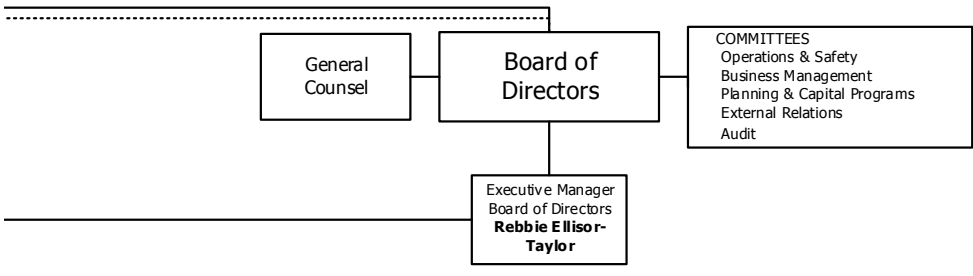 General
Counsel
Board of
Directors
COMMITTEES
Operations & Safety
Business Management
Planning & Capital Programs
External Relations
Audit
Executive Manager
Board of Directors
Rebbie Ellisor-
Taylor